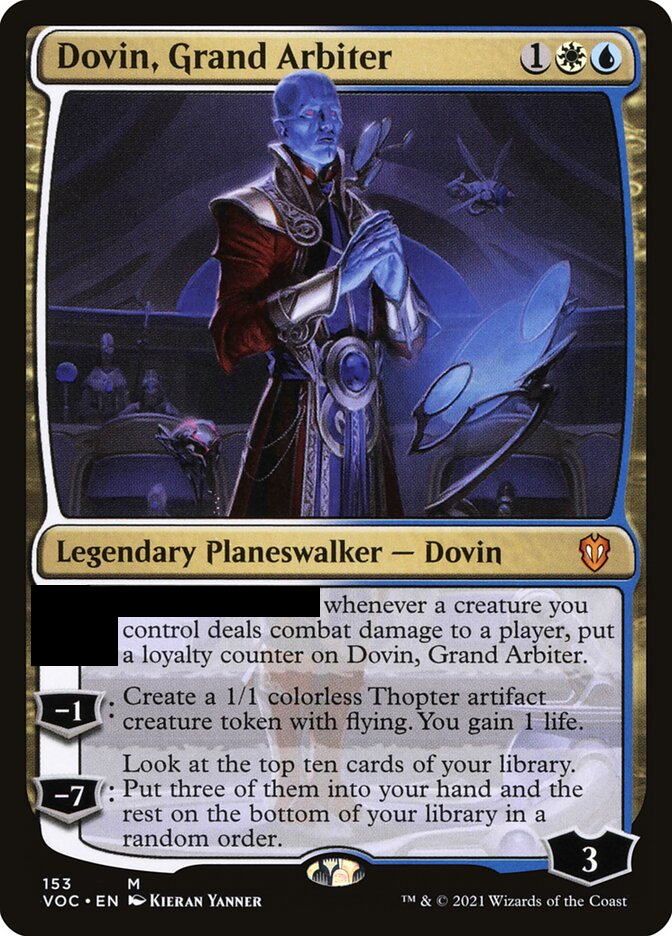 Dovin, Grand Arbiter 1
Legendary Planeswalker — Dovin
whenever a creature you
control deals combat damage to a player, put
a loyalty counter on Dovin, Grand Arbiter.
−1: Create a 1/1 colorless Thopter artifact
creature token with flying. You gain 1 life.
Look at the top ten cards of your library.
−7: Put three of them into your hand and the
rest on the bottom of your library in a
random order.
3
153 M
VOC • EN Kieran Yanner
™ & © 2021 Wizards of the Coast